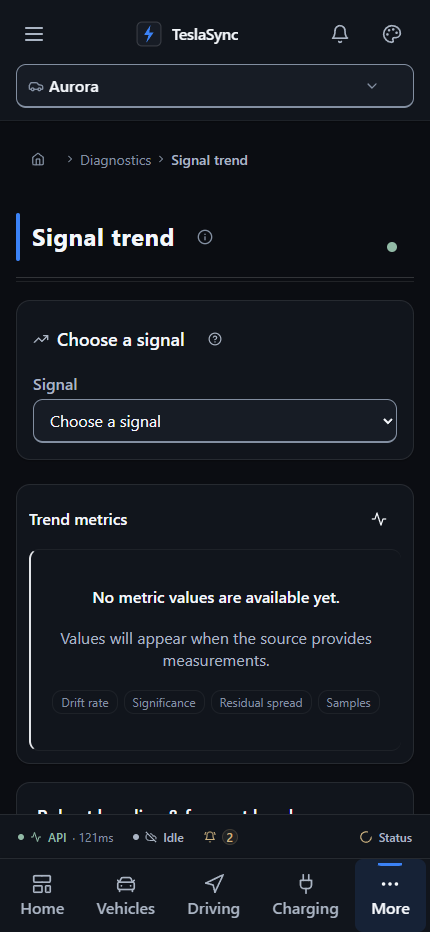 TeslaSync
Aurora
Diagnostics
Signal trend
Signal trend
Choose a signal
Signal
Choose a signal
Trend metrics
No metric values are available yet.
Values will appear when the source provides
measurements.
Drift rate
Significance
Residual spread
Samples
API · 121ms
Idle
2
Status
Home
Vehicles
Driving
Charging
More